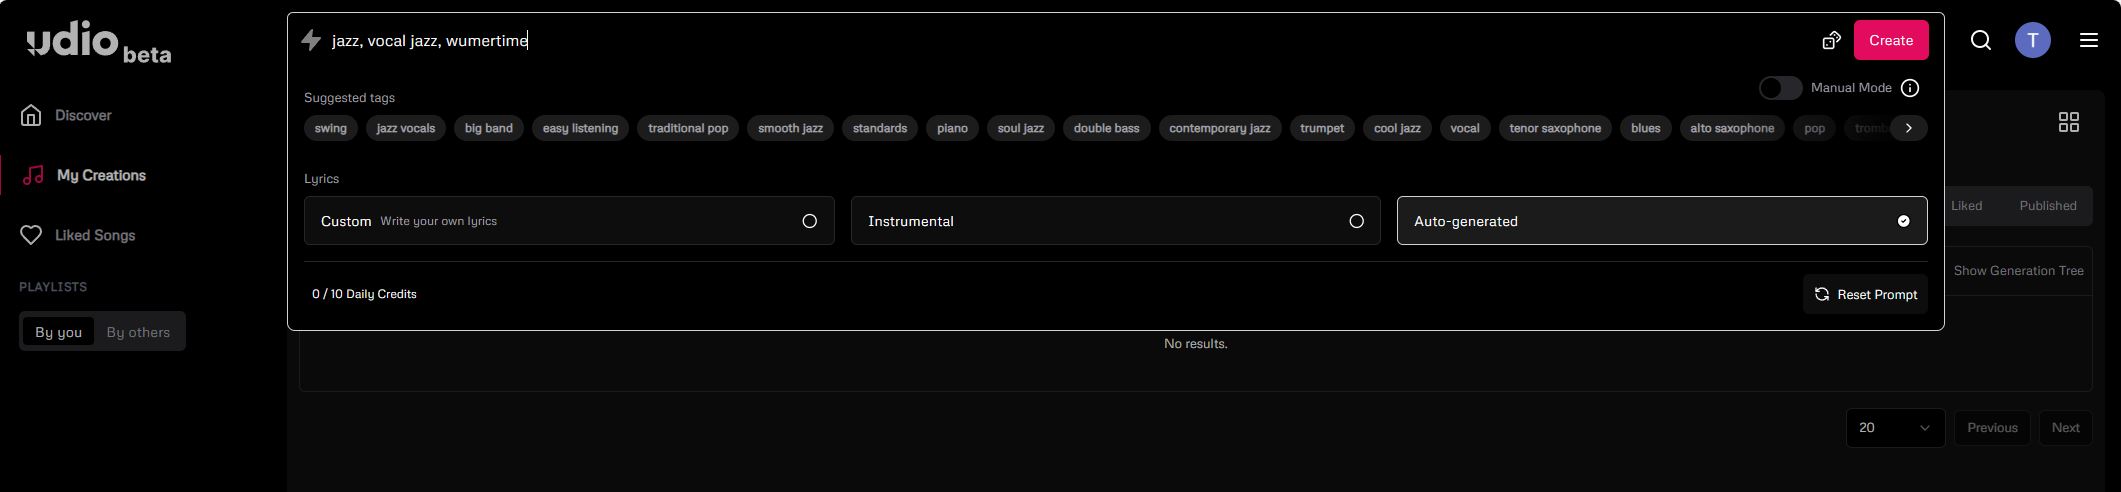 udio beta
jazz, vocal jazz, wumertime
Create
T
Discover
My Creations
Liked Songs
PLAYLISTS
By you By others
Manual Mode
Suggested tags
swing jazz vocals big band easy listening traditional pop smooth jazz standards piano soul jazz double bass contemporary jazz trumpet cool jazz vocal tenor saxophone blues alto saxophone pop
Lyrics
Custom Write your own lyrics Instrumental Auto-generated
0 / 10 Daily Credits
Reset Prompt
Liked Published
Show Generation Tree
No results.
20 Previous Next